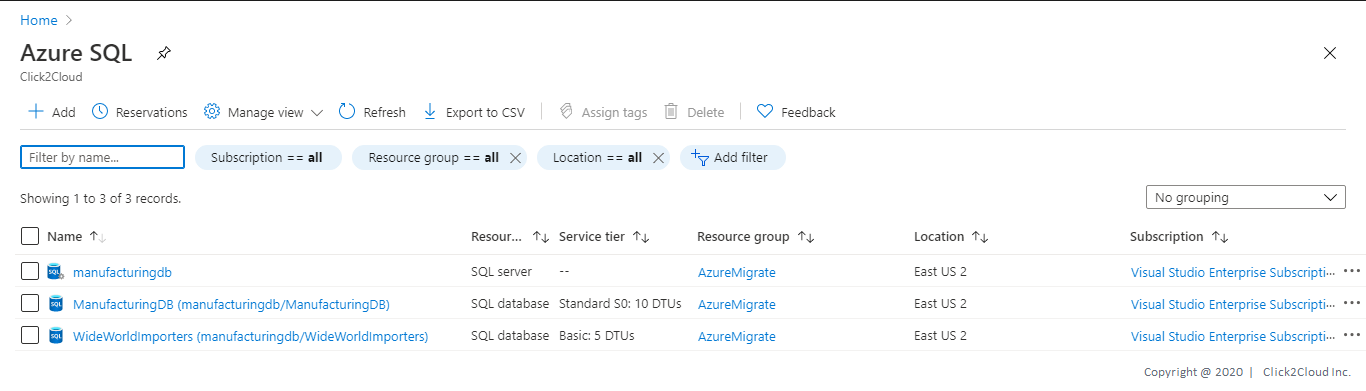 Home >
Azure SQL
Click2Cloud
Add Reservations Manage view Refresh Export to CSV Assign tags Delete Feedback
Filter by name... Subscription == all Resource group == all Location == all Add filter
Showing 1 to 3 of 3 records. No grouping
Name Resour... Service tier Resource group Location Subscription
SQL manufacturingdb SQL server -- AzureMigrate East US 2 Visual Studio Enterprise Subscripti...
SQL ManufacturingDB (manufacturingdb/ManufacturingDB) SQL database Standard S0: 10 DTUs AzureMigrate East US 2 Visual Studio Enterprise Subscripti...
SQL WideWorldImporters (manufacturingdb/WideWorldImporters) SQL database Basic: 5 DTUs AzureMigrate East US 2 Visual Studio Enterprise Subscripti...
Copyright @ 2020 | Click2Cloud Inc.